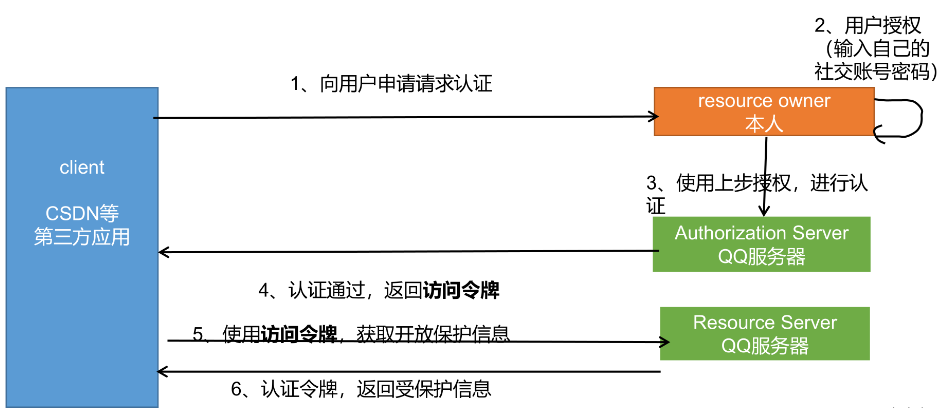 2、用户授权
（输入自己的
社交账号密码）
1、向用户申请请求认证
resource owner
本人
client
CSDN等
第三方应用
3、使用上步授权，进行认
证
Authorization Server
QQ服务器
4、认证通过，返回访问令牌
Resource Server
QQ服务器
5、使用访问令牌，获取开放保护信息
6、认证令牌，返回受保护信息